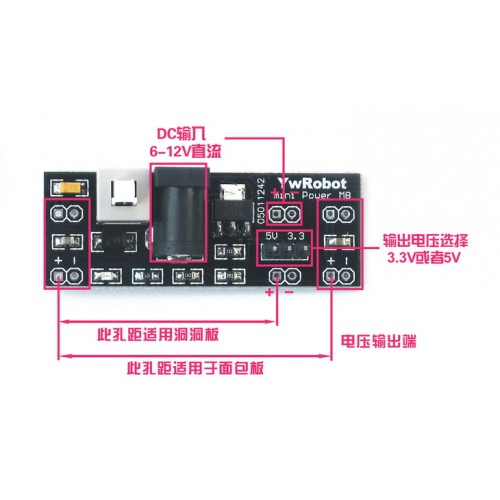 DC输入
6-12V直流
YwRobot
mini Power MB
05011242
+ -
5V 3.3
输出电压选择
3.3V或者5V
+ -
+ -
+ -
此孔距适用洞洞板
电压输出端
此孔距适用于面包板